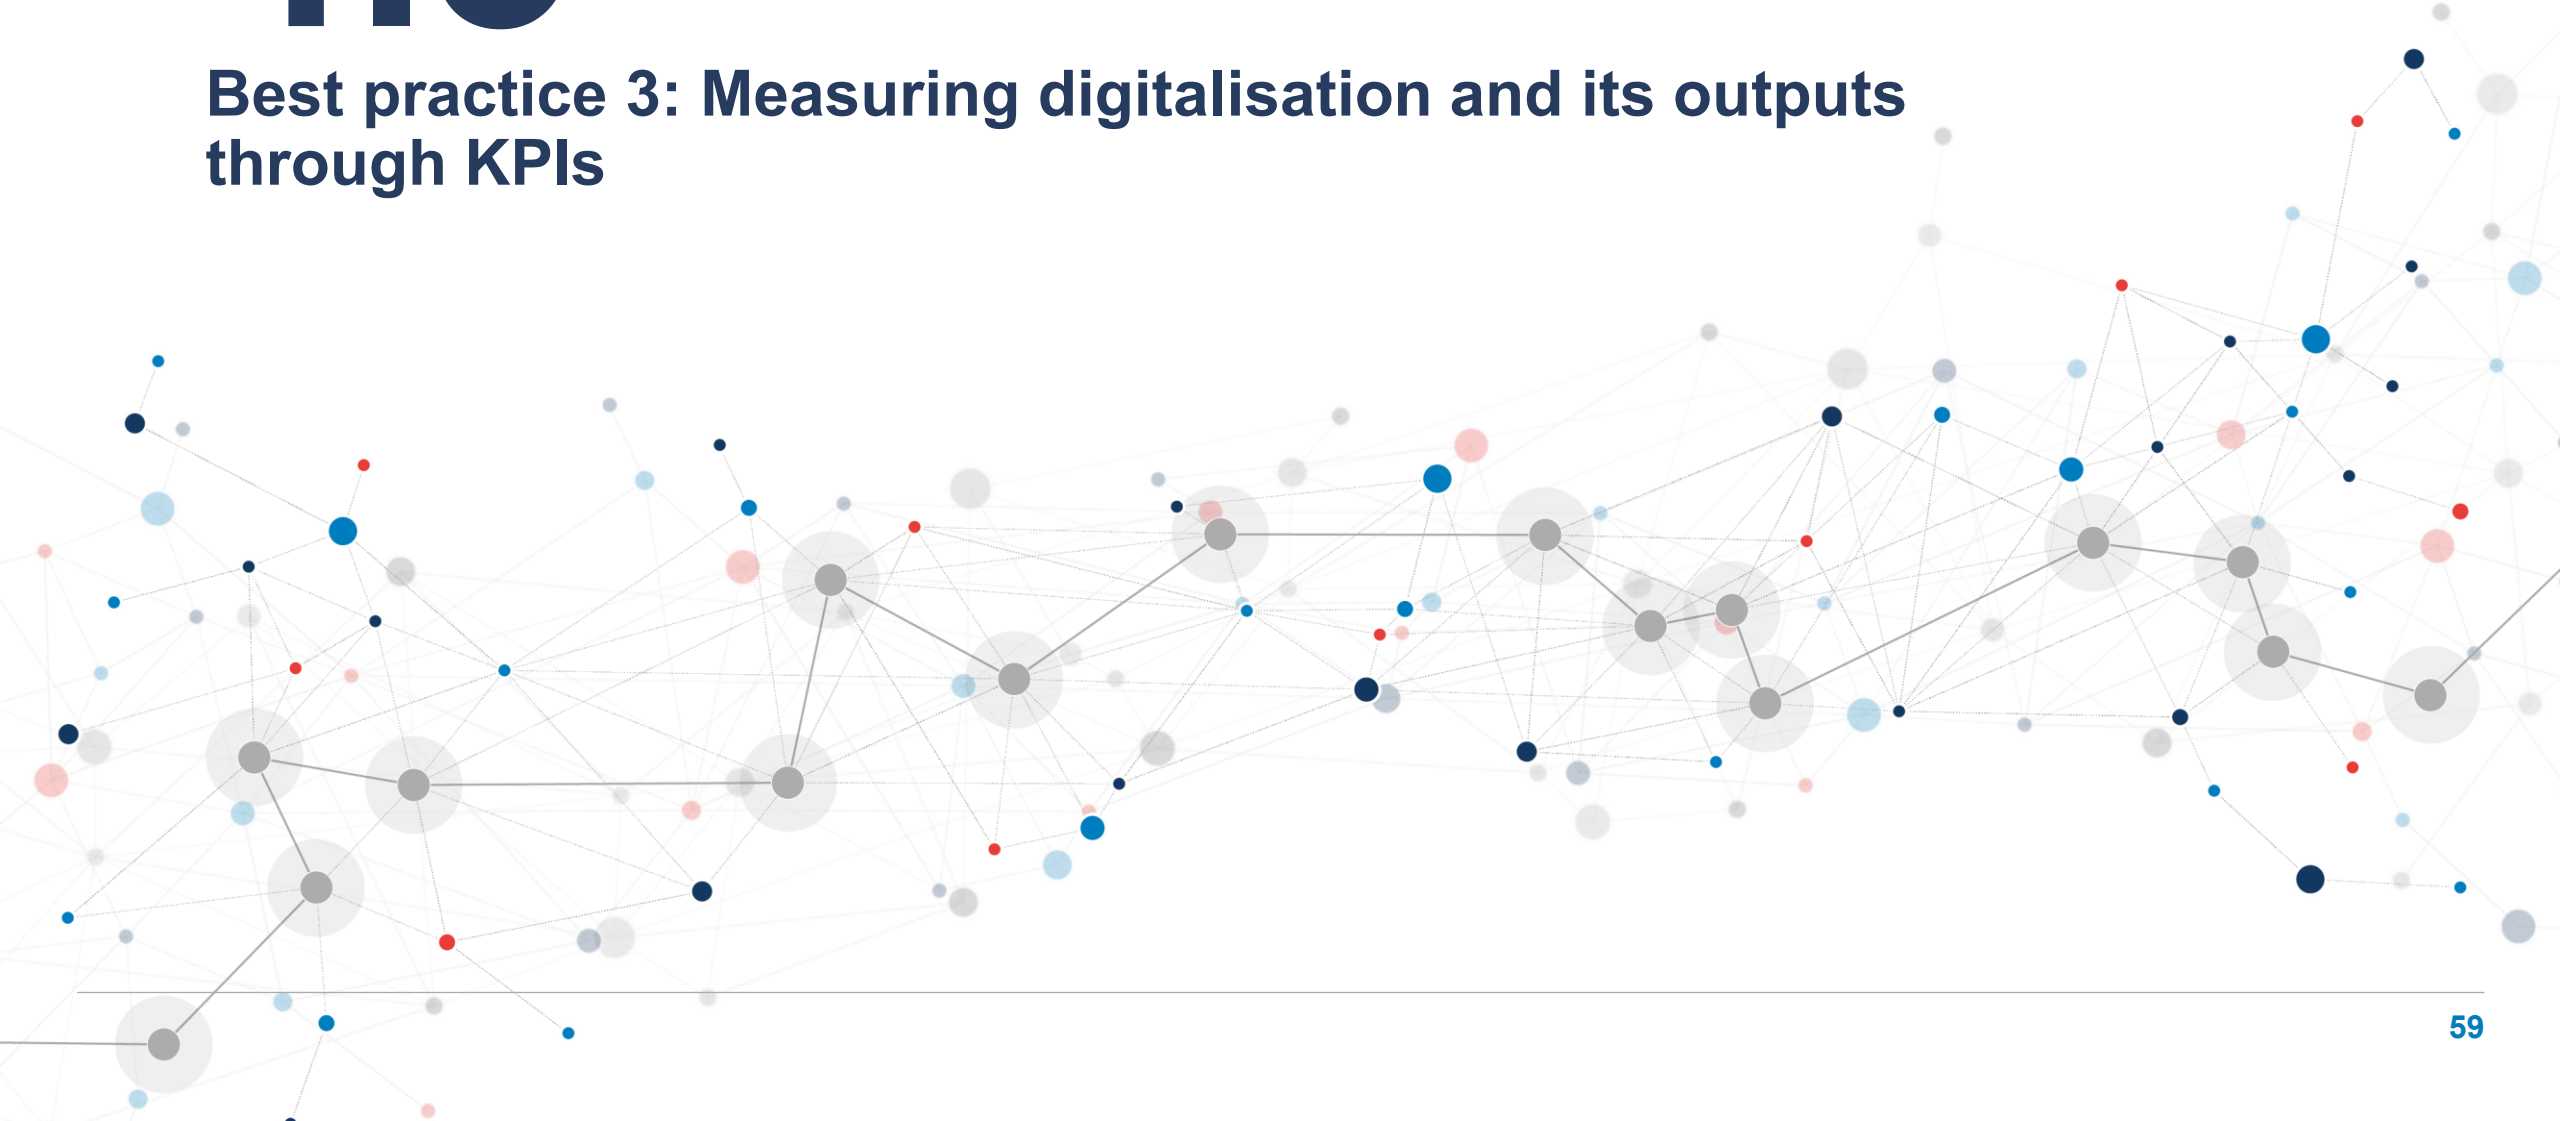 Best practice 3: Measuring digitalisation and its outputs
through KPIs
59